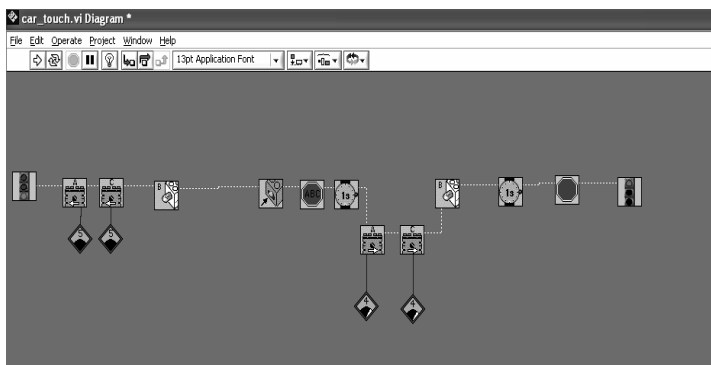 car_touch.vi Diagram *
File Edit Operate Project Window Help
13pt Application Font
A C B ABC 1s B 1s
5 5
A C
4 4